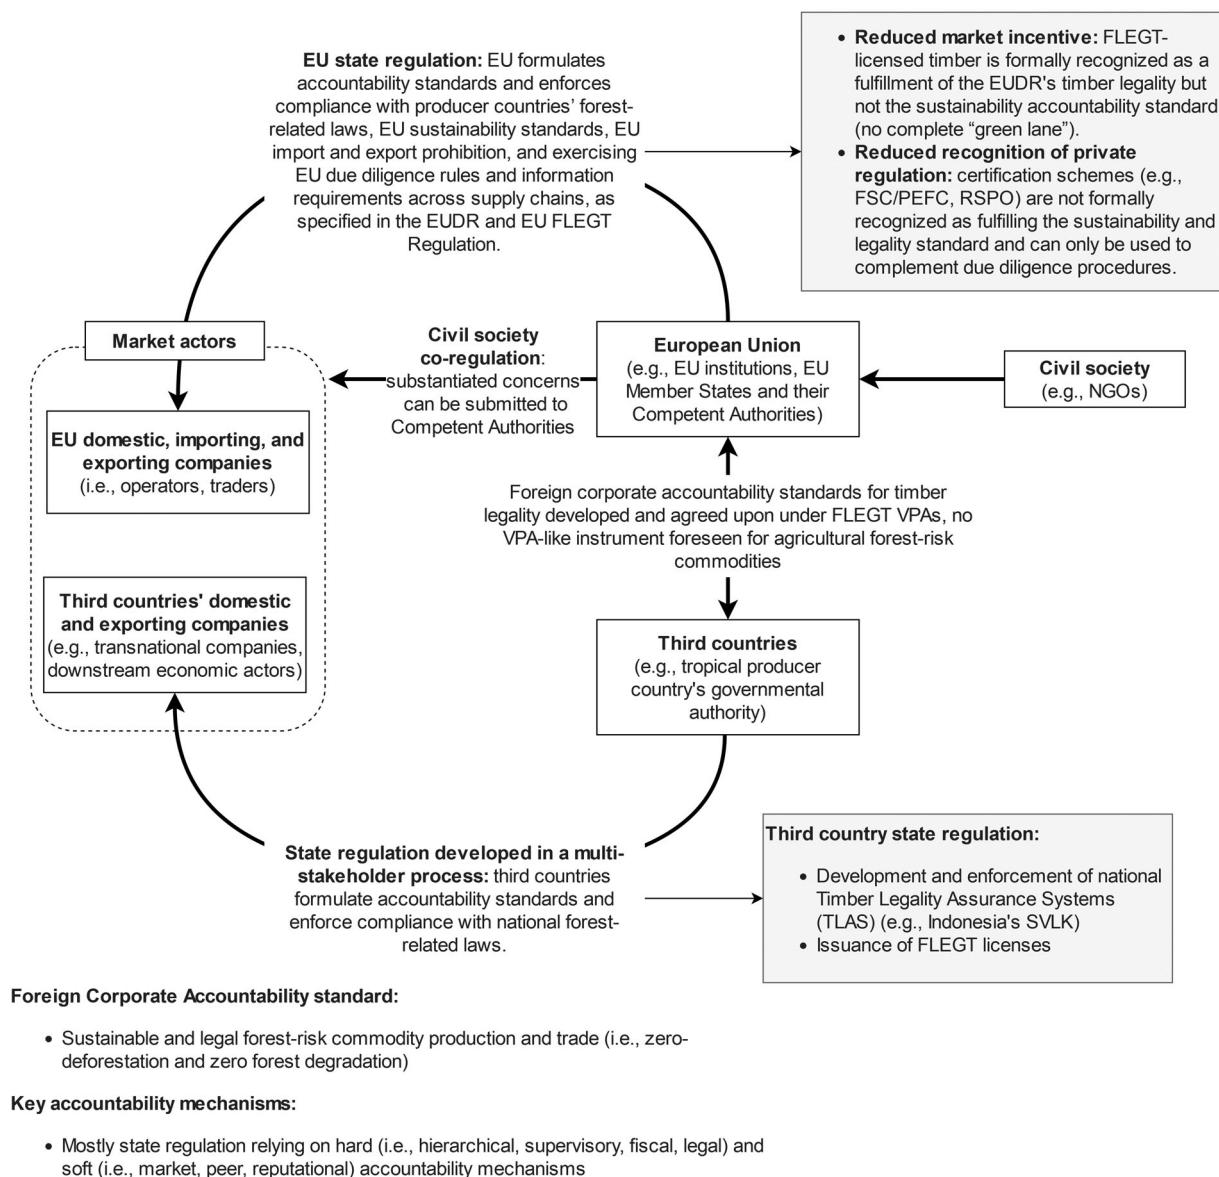 EU state regulation: EU formulates
accountability standards and enforces
compliance with producer countries’ forest-
related laws, EU sustainability standards, EU
import and export prohibition, and exercising
EU due diligence rules and information
requirements across supply chains, as
specified in the EUDR and EU FLEGT
Regulation.
• Reduced market incentive: FLEGT-
licensed timber is formally recognized as a
fulfillment of the EUDR's timber legality but
not the sustainability accountability standard
(no complete “green lane”).
• Reduced recognition of private
regulation: certification schemes (e.g.,
FSC/PEFC, RSPO) are not formally
recognized as fulfilling the sustainability and
legality standard and can only be used to
complement due diligence procedures.
Market actors
Civil society
co-regulation:
substantiated concerns
can be submitted to
Competent Authorities
European Union
(e.g., EU institutions, EU
Member States and their
Competent Authorities)
Civil society
(e.g., NGOs)
EU domestic, importing, and
exporting companies
(i.e., operators, traders)
Foreign corporate accountability standards for timber
legality developed and agreed upon under FLEGT VPAs, no
VPA-like instrument foreseen for agricultural forest-risk
commodities
Third countries' domestic
and exporting companies
(e.g., transnational companies,
downstream economic actors)
Third countries
(e.g., tropical producer
country's governmental
authority)
State regulation developed in a multi-
stakeholder process: third countries
formulate accountability standards and
enforce compliance with national forest-
related laws.
Third country state regulation:
• Development and enforcement of national
Timber Legality Assurance Systems
(TLAS) (e.g., Indonesia's SVLK)
• Issuance of FLEGT licenses
Foreign Corporate Accountability standard:
• Sustainable and legal forest-risk commodity production and trade (i.e., zero-
deforestation and zero forest degradation)
Key accountability mechanisms:
• Mostly state regulation relying on hard (i.e., hierarchical, supervisory, fiscal, legal) and
soft (i.e., market, peer, reputational) accountability mechanisms